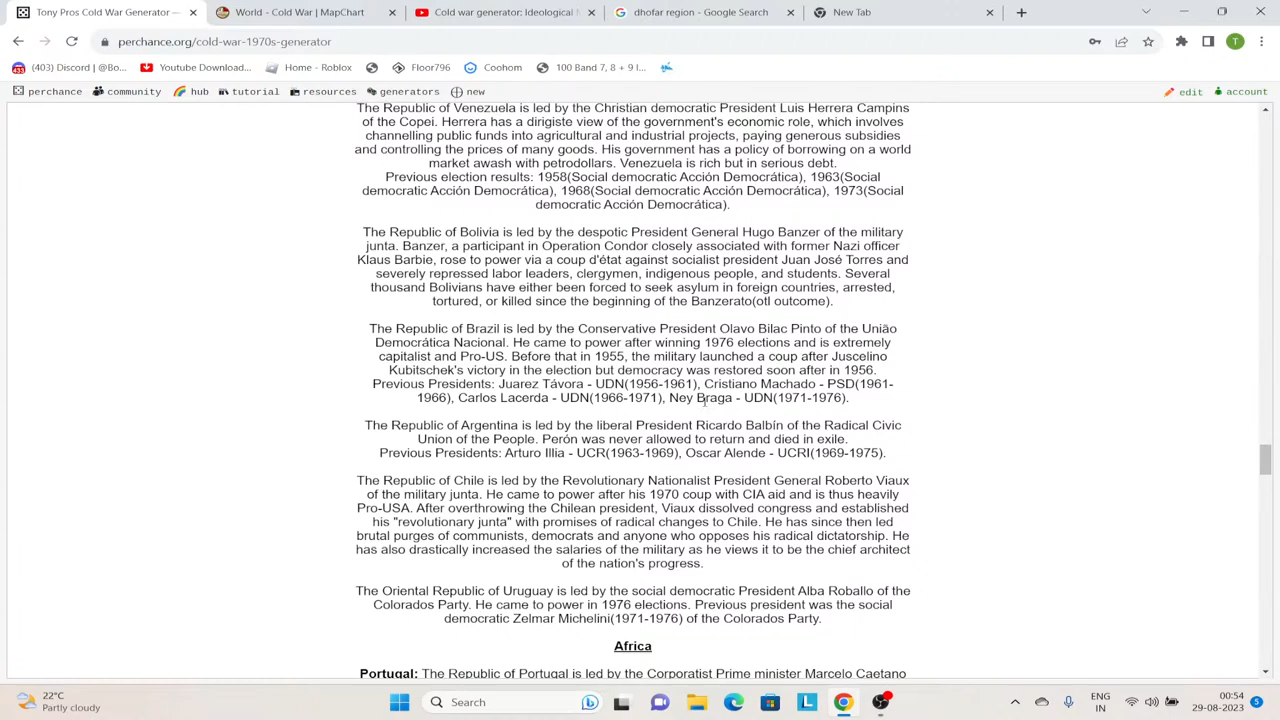 Tony Pros Cold War Generator —
World - Cold War | MapChart
Cold war generator: Ideological
dhofar region - Google Search
New Tab
perchance.org/cold-war-1970s-generator
T
(403) Discord | @Bo...
Youtube Download...
Home - Roblox
Floor796
Coohom
100 Band 7, 8 + 9 I...
perchance
community
hub
tutorial
resources
generators
new
edit
account
The Republic of Venezuela is led by the Christian democratic President Luis Herrera Campins
of the Copei. Herrera has a dirigiste view of the government's economic role, which involves
channelling public funds into agricultural and industrial projects, paying generous subsidies
and controlling the prices of many goods. His government has a policy of borrowing on a world
market awash with petrodollars. Venezuela is rich but in serious debt.
Previous election results: 1958(Social democratic Acción Democrática), 1963(Social
democratic Acción Democrática), 1968(Social democratic Acción Democrática), 1973(Social
democratic Acción Democrática).
The Republic of Bolivia is led by the despotic President General Hugo Banzer of the military
junta. Banzer, a participant in Operation Condor closely associated with former Nazi officer
Klaus Barbie, rose to power via a coup d'état against socialist president Juan José Torres and
severely repressed labor leaders, clergymen, indigenous people, and students. Several
thousand Bolivians have either been forced to seek asylum in foreign countries, arrested,
tortured, or killed since the beginning of the Banzerato(otl outcome).
The Republic of Brazil is led by the Conservative President Olavo Bilac Pinto of the União
Democrática Nacional. He came to power after winning 1976 elections and is extremely
capitalist and Pro-US. Before that in 1955, the military launched a coup after Juscelino
Kubitschek's victory in the election but democracy was restored soon after in 1956.
Previous Presidents: Juarez Távora - UDN(1956-1961), Cristiano Machado - PSD(1961-
1966), Carlos Lacerda - UDN(1966-1971), Ney Braga - UDN(1971-1976).
The Republic of Argentina is led by the liberal President Ricardo Balbín of the Radical Civic
Union of the People. Perón was never allowed to return and died in exile.
Previous Presidents: Arturo Illia - UCR(1963-1969), Oscar Alende - UCRI(1969-1975).
The Republic of Chile is led by the Revolutionary Nationalist President General Roberto Viaux
of the military junta. He came to power after his 1970 coup with CIA aid and is thus heavily
Pro-USA. After overthrowing the Chilean president, Viaux dissolved congress and established
his "revolutionary junta" with promises of radical changes to Chile. He has since then led
brutal purges of communists, democrats and anyone who opposes his radical dictatorship. He
has also drastically increased the salaries of the military as he views it to be the chief architect
of the nation's progress.
The Oriental Republic of Uruguay is led by the social democratic President Alba Roballo of the
Colorados Party. He came to power in 1976 elections. Previous president was the social
democratic Zelmar Michelini(1971-1976) of the Colorados Party.
Africa
Portugal: The Republic of Portugal is led by the Corporatist Prime minister Marcelo Caetano
22°C
Partly cloudy
Search
ENG
IN
00:54
29-08-2023
5